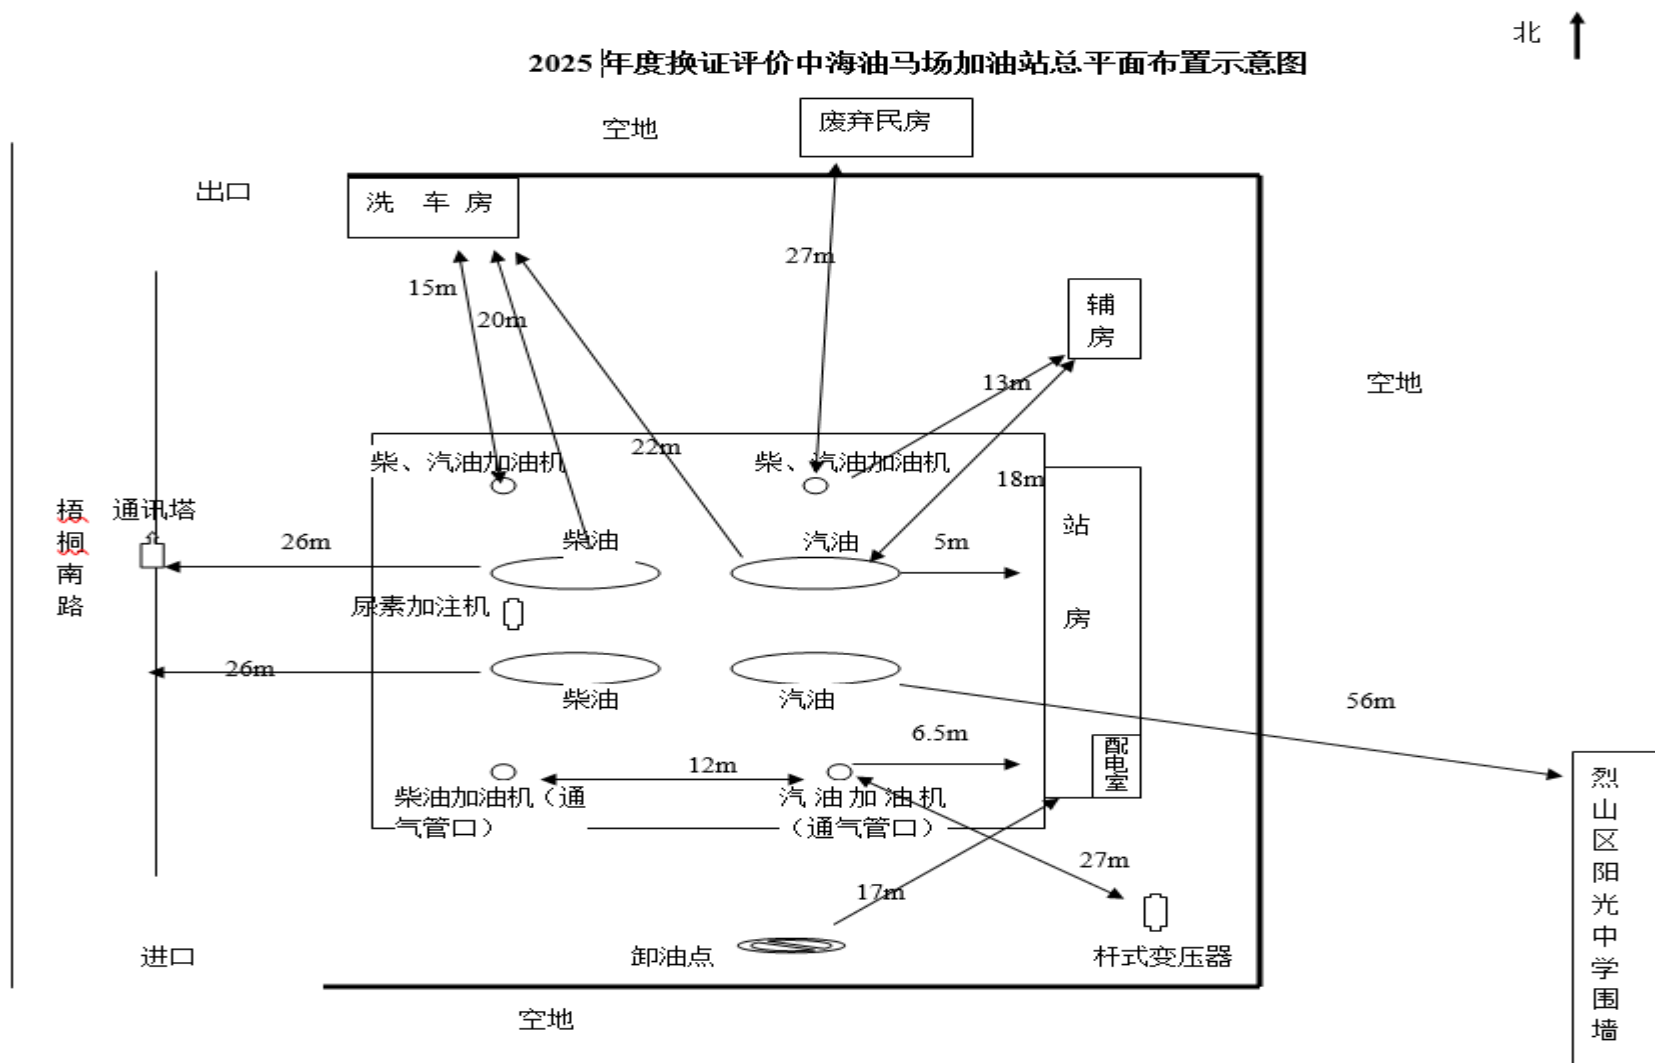 北
2025年度换证评价中海油马场加油站总平面布置示意图
空地
废弃民房
出口
洗 车 房
27m
15m
20m
辅
房
13m
空地
22m
柴、汽油加油机
柴、汽油加油机
18m
梧
桐
南
路
通讯塔
站
房
26m
柴油
汽油
5m
尿素加注机
26m
柴油
汽油
56m
6.5m
配
电
室
12m
柴油加油机（通
气管口）
汽油加油机
（通气管口）
烈
山
区
阳
光
中
学
围
墙
27m
17m
进口
卸油点
杆式变压器
空地